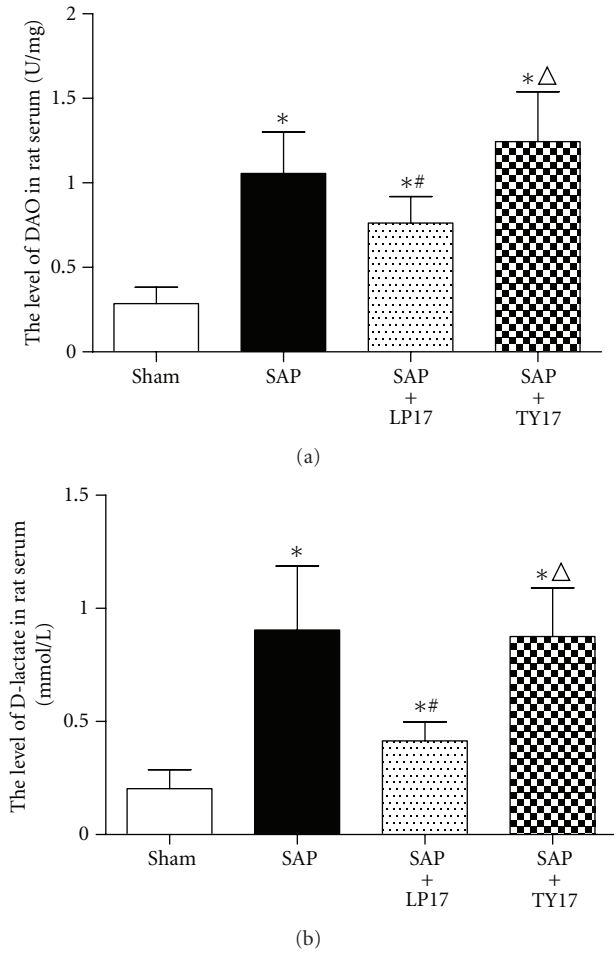 The level of DAO in rat serum (U/mg)
2
1.5
1
0.5
0
*
*#
*△
Sham
SAP
SAP
+
LP17
SAP
+
TY17
(a)
The level of D-lactate in rat serum
(mmol/L)
1.5
1
0.5
0
*
*#
*△
Sham
SAP
SAP
+
LP17
SAP
+
TY17
(b)